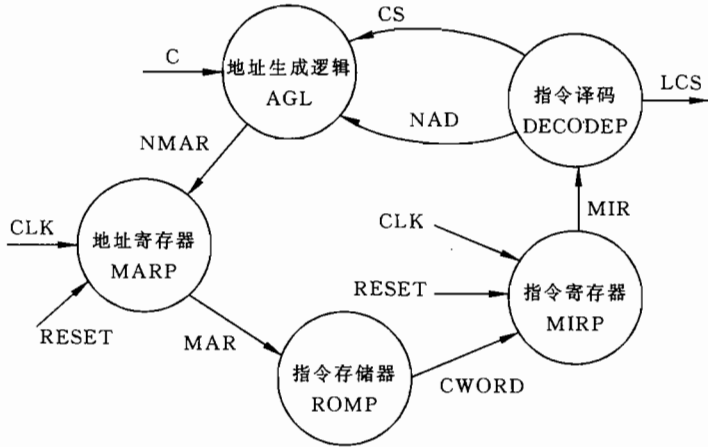 CS
C
地址生成逻辑
AGL
指令译码
DECODEP
LCS
NAD
NMAR
MIR
CLK
地址寄存器
MARP
CLK
RESET
指令寄存器
MIRP
RESET
MAR
指令存储器
ROMP
CWORD